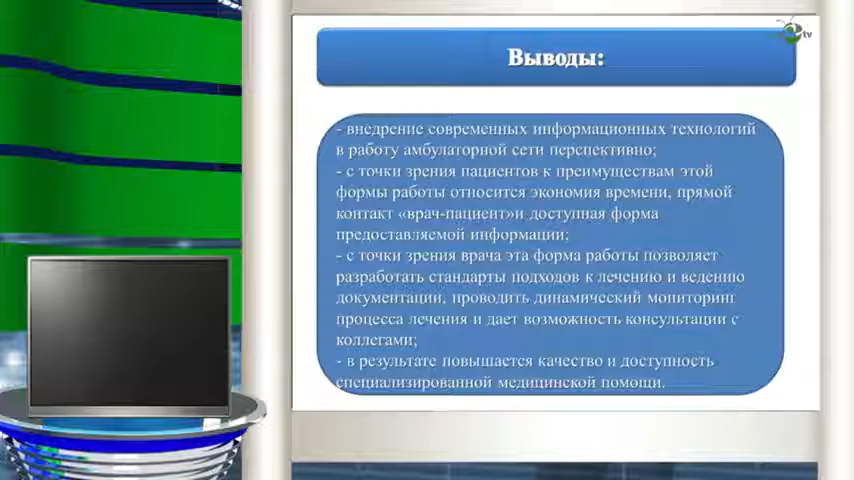 tv
Выводы:
- внедрение современных информационных технологий
в работу амбулаторной сети перспективно;
- с точки зрения пациентов к преимуществам этой
формы работы относится экономия времени, прямой
контакт «врач-пациент»и доступная форма
предоставляемой информации;
- с точки зрения врача эта форма работы позволяет
разработать стандарты подходов к лечению и ведению
документации, проводить динамический мониторинг
процесса лечения и дает возможность консультации с
коллегами;
- в результате повышается качество и доступность
специализированной медицинской помощи.